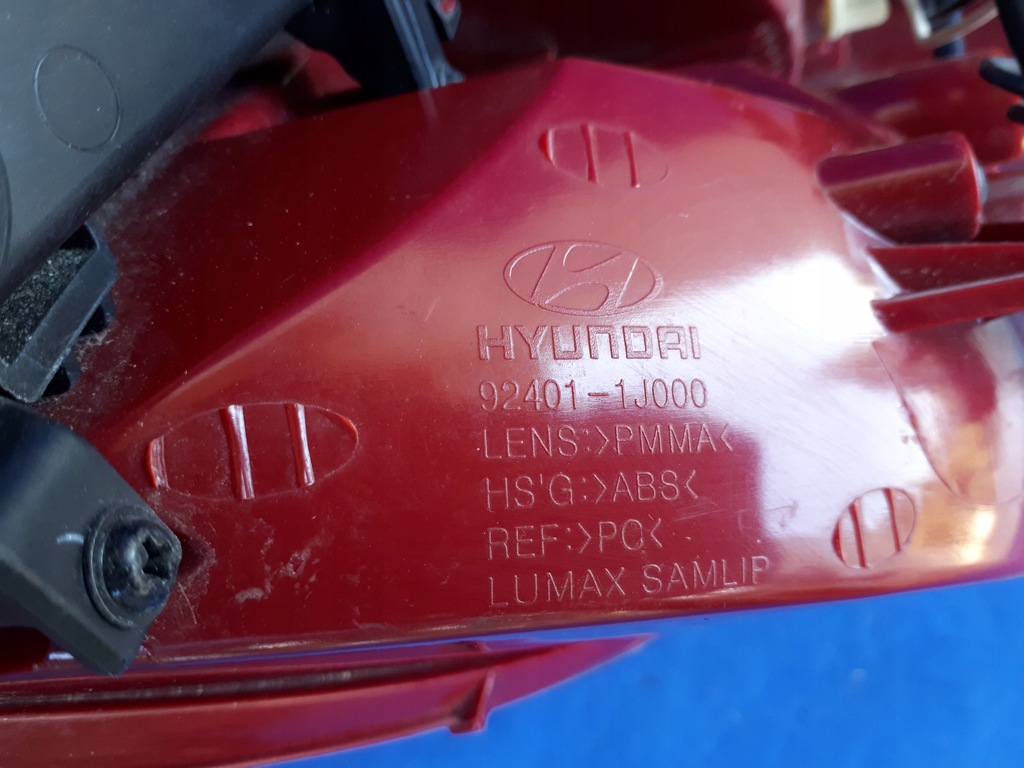 HYUNDAI
92401-1J000
LENS:>PMMA<
HS'G:>ABS<
REF:>PC<
LUMAX SAMLIP